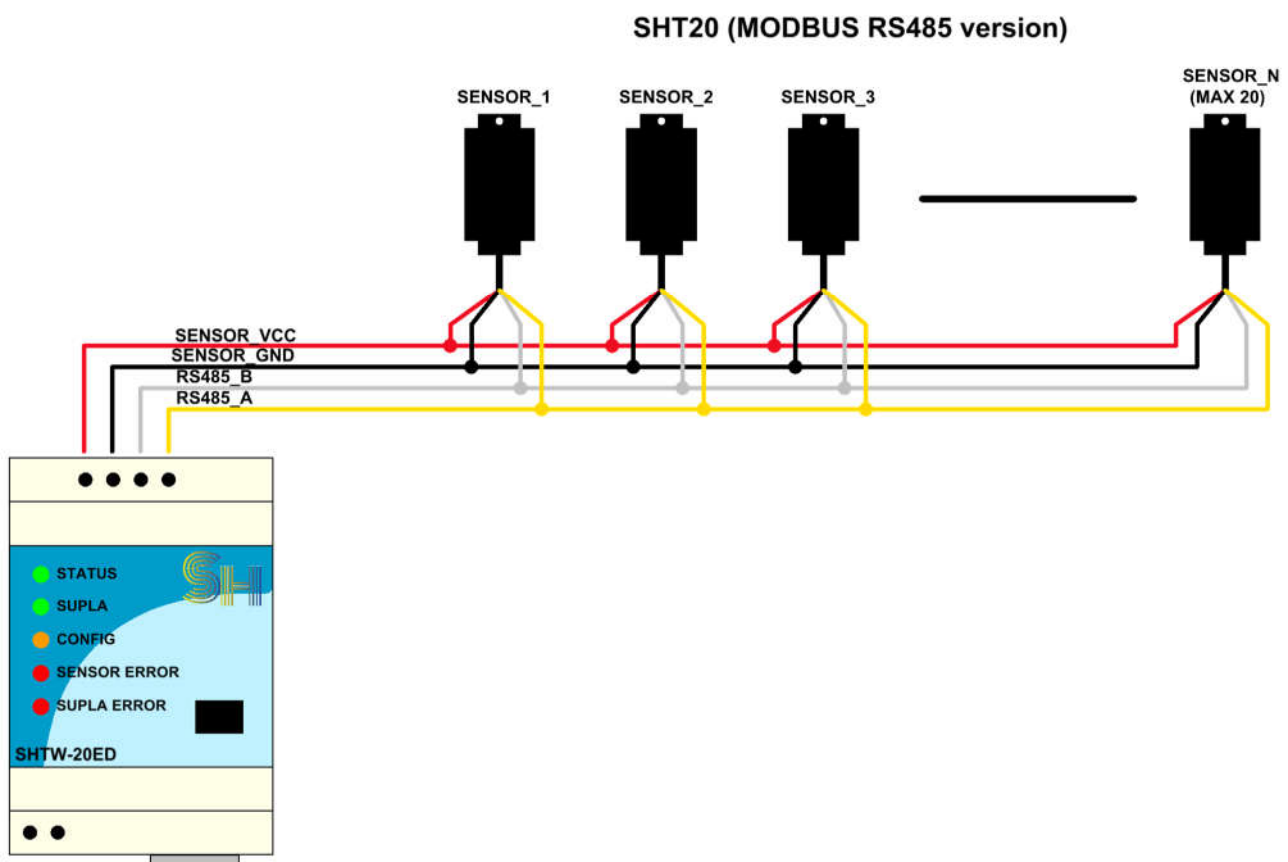 SHT20 (MODBUS RS485 version)
SENSOR_1
SENSOR_2
SENSOR_3
SENSOR_N
(MAX 20)
SENSOR_VCC
SENSOR_GND
RS485_B
RS485_A
SH
STATUS
SUPLA
CONFIG
SENSOR ERROR
SUPLA ERROR
SHTW-20ED